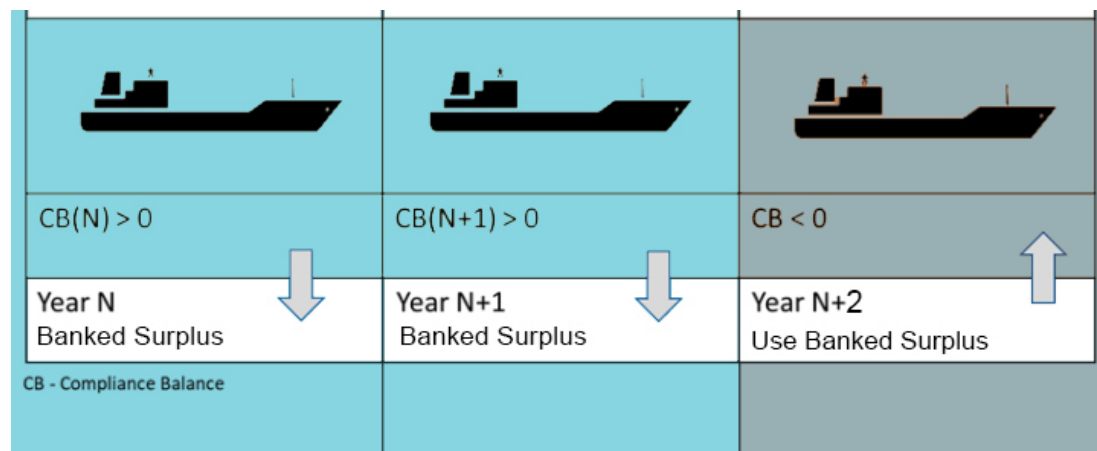 CB(N) > 0
CB(N+1) > 0
CB < 0
Year N
Banked Surplus
Year N+1
Banked Surplus
Year N+2
Use Banked Surplus
CB - Compliance Balance